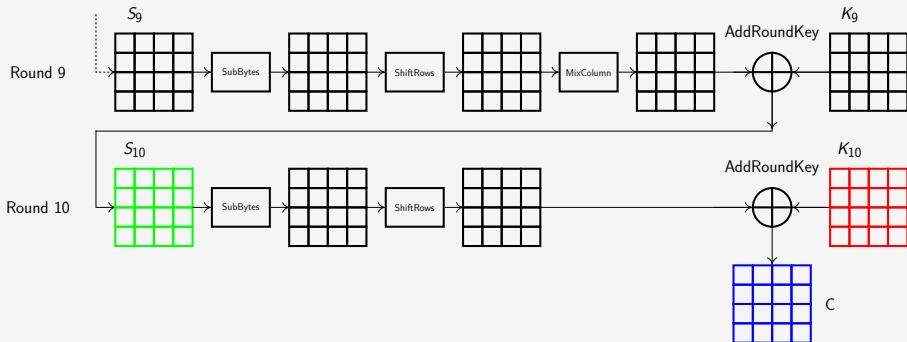 S9 K9
AddRoundKey
Round 9 SubBytes ShiftRows MixColumn
S10 K10
AddRoundKey
Round 10 SubBytes ShiftRows
C